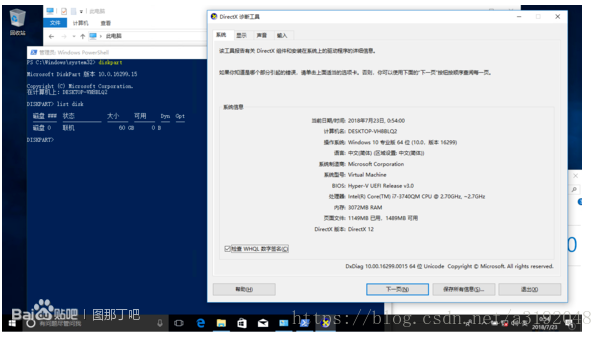 回收站
此电脑
文件
计算机
查看
此电脑
管理员: Windows PowerShell
PS C:\Windows\system32> diskpart
Microsoft DiskPart 版本 10.0.16299.15
Copyright (C) Microsoft Corporation.
在计算机上: DESKTOP-VH8BLQ2
DISKPART> list disk
磁盘 ### 状态 大小 可用 Dyn Gpt
磁盘 0 联机 60 GB 0 B
DISKPART>
DirectX 诊断工具
系统 显示 声音 输入
该工具报告有关 DirectX 组件和安装在系统上的驱动程序的详细信息。
如果你知道是哪个部分引起的错误，请单击上面适当的选项卡。否则，你可以使用下面的"下一页"按钮按顺序查阅每一页。
系统信息
当前日期/时间: 2018年7月23日, 0:54:00
计算机名: DESKTOP-VH8BLQ2
操作系统: Windows 10 专业版 64 位 (10.0，版本 16299)
语言: 中文(简体) (区域设置: 中文(简体))
系统制造商: Microsoft Corporation
系统型号: Virtual Machine
BIOS: Hyper-V UEFI Release v3.0
处理器: Intel(R) Core(TM) i7-3740QM CPU @ 2.70GHz, ~2.7GHz
内存: 3072MB RAM
页面文件: 1149MB 已用，1489MB 可用
DirectX 版本: DirectX 12
检查 WHQL 数字签名(C)
DxDiag 10.00.16299.0015 64 位 Unicode Copyright © Microsoft. All rights reserved.
帮助(H) 下一页(N) 保存所有信息(S)... 退出(X)
Bai 贴吧 | 图那丁吧
2018/7/23